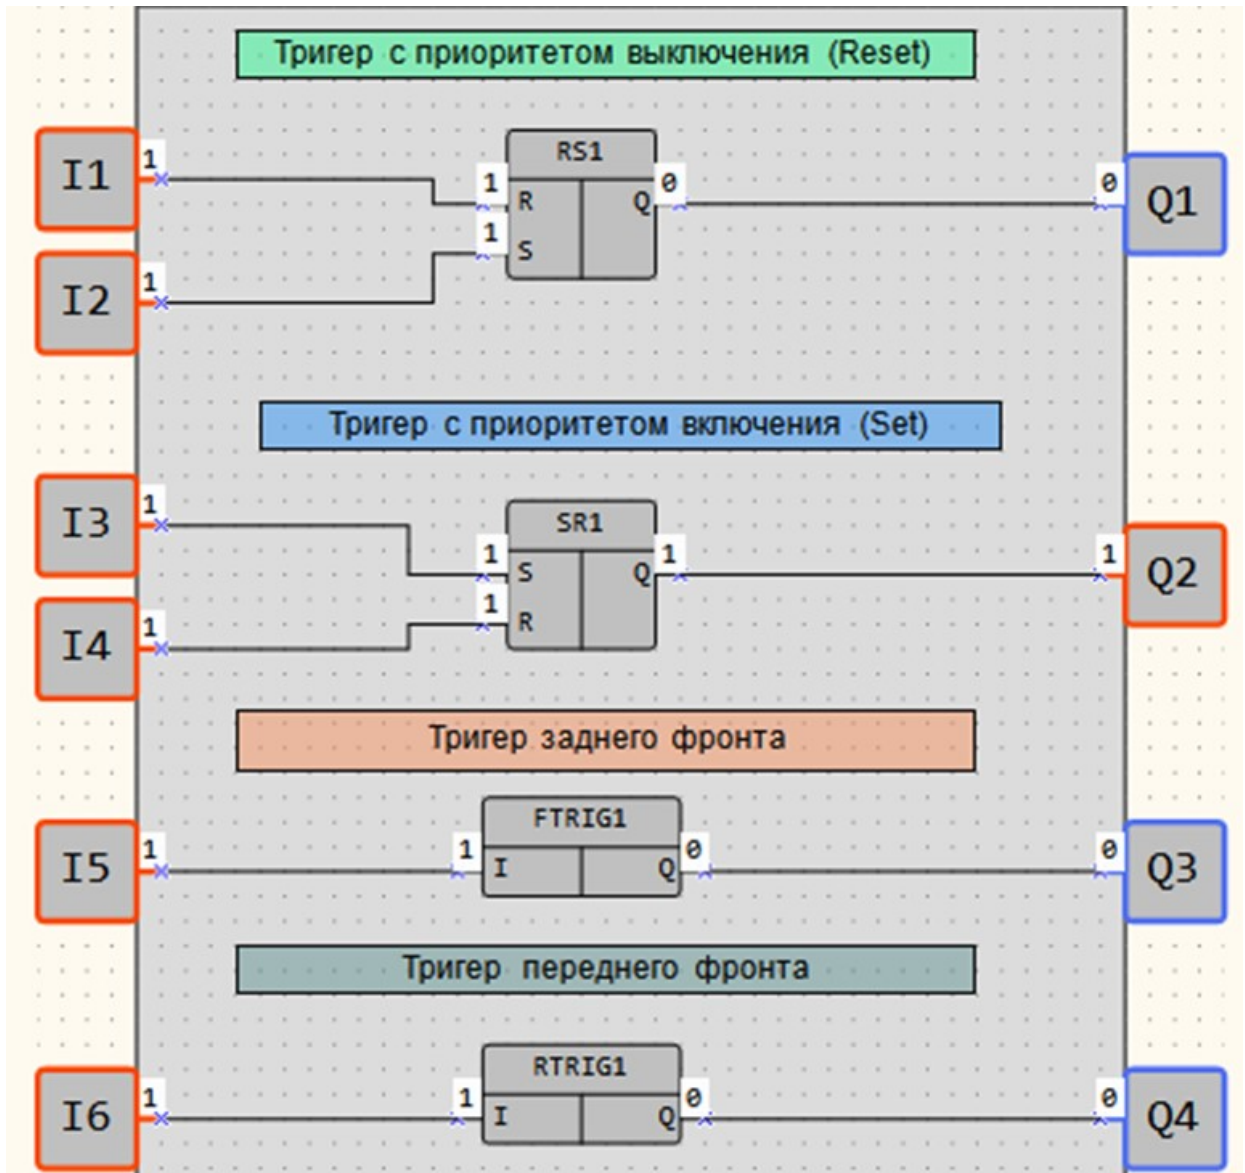 Тригер с приоритетом выключения (Reset)
I1
1
1
RS1
R
Q
0
0
Q1
1
S
I2
1
Тригер с приоритетом включения (Set)
I3
1
SR1
1
S
Q
1
1
Q2
1
R
I4
1
Тригер заднего фронта
FTRIG1
I5
1
1
I
Q
0
0
Q3
Тригер переднего фронта
RTRIG1
I6
1
1
I
Q
0
0
Q4